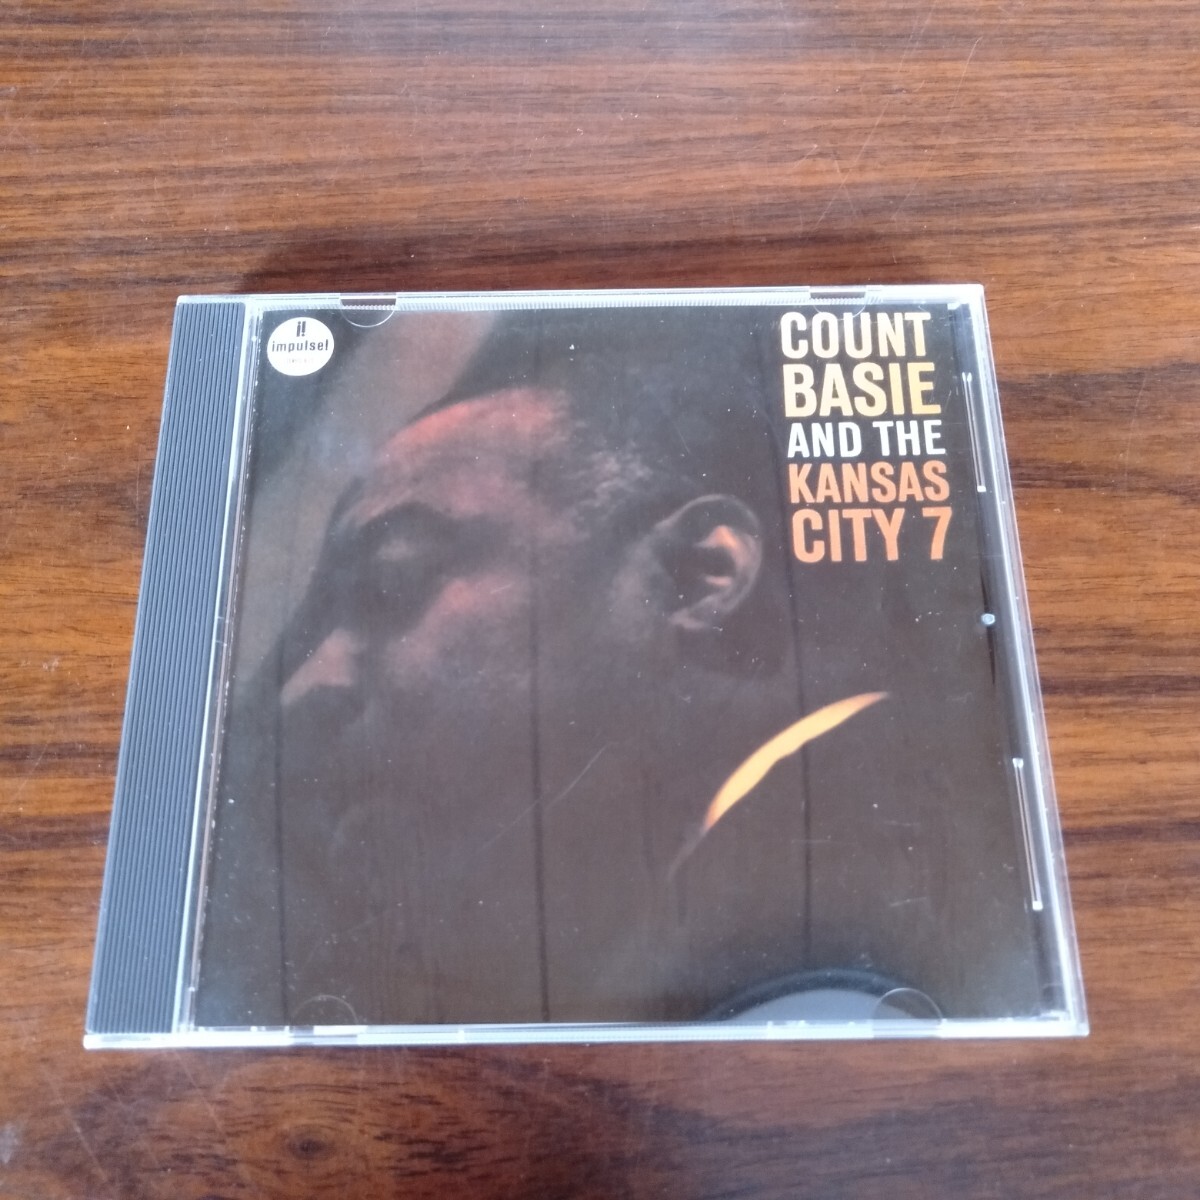 i!
impulse!
COUNT
BASIE
AND THE
KANSAS
CITY 7